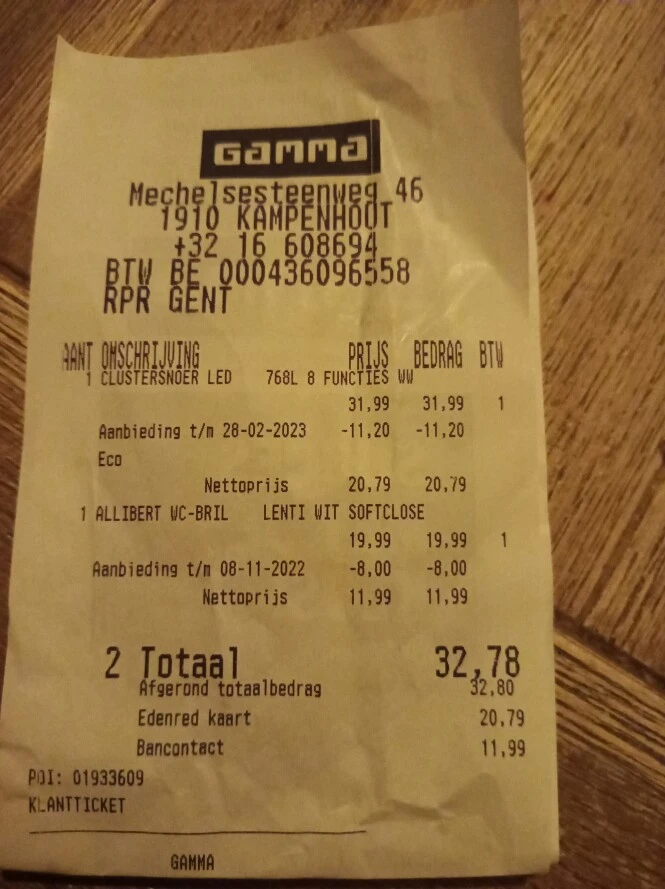 GAMMA
Mechelsesteenweg 46
1910 KAMPENHOUT
+32 16 608694
BTW BE 000436096558
RPR GENT
AANT OMSCHRIJVING PRIJS BEDRAG BTW
1 CLUSTERSNOER LED 768L 8 FUNCTIES WW
31,99 31,99 1
Aanbieding t/m 28-02-2023 -11,20 -11,20
Eco
Nettoprijs 20,79 20,79
1 ALLIBERT WC-BRIL LENTI WIT SOFTCLOSE
19,99 19,99 1
Aanbieding t/m 08-11-2022 -8,00 -8,00
Nettoprijs 11,99 11,99
2 Totaal 32,78
Afgerond totaalbedrag 32,80
Edenred kaart 20,79
Bancontact 11,99
POI: 01933609
KLANTTICKET
GAMMA